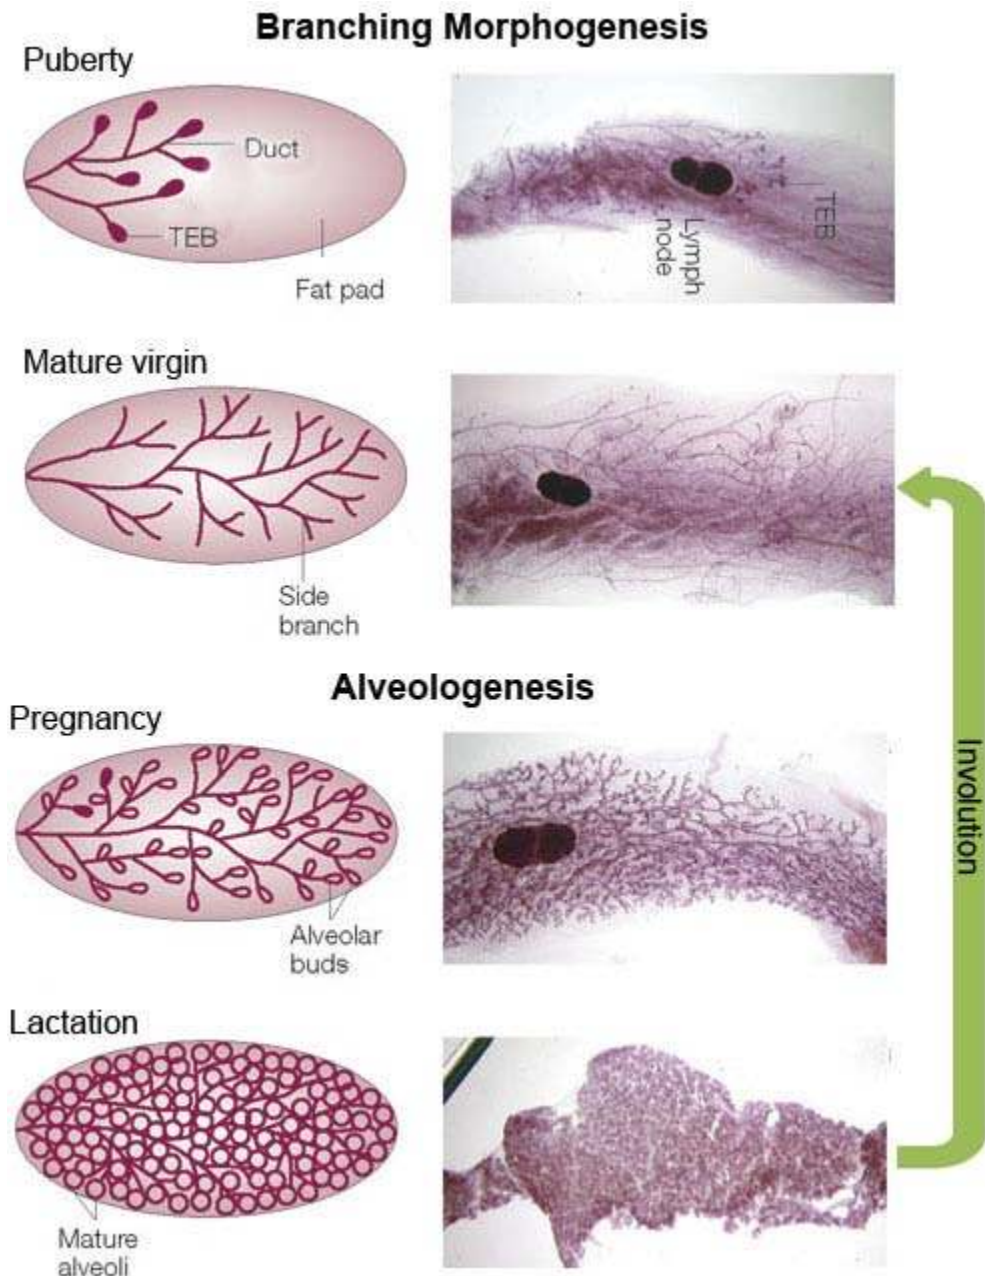 Branching Morphogenesis
Puberty
Duct
TEB
Fat pad
Lymph
node
TEB
Mature virgin
Side
branch
Alveologenesis
Pregnancy
Alveolar
buds
Involution
Lactation
Mature
alveoli